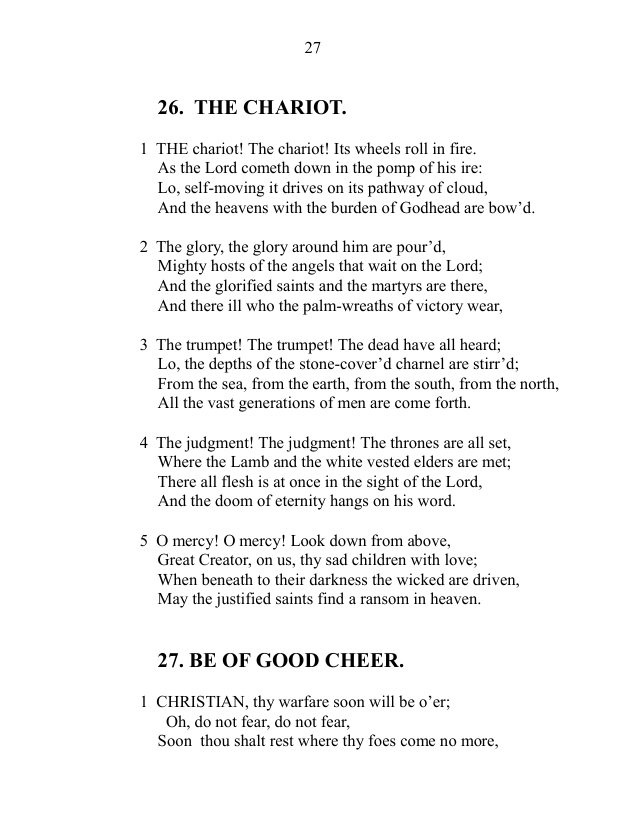 27
26. THE CHARIOT.
1 THE chariot! The chariot! Its wheels roll in fire.
As the Lord cometh down in the pomp of his ire:
Lo, self-moving it drives on its pathway of cloud,
And the heavens with the burden of Godhead are bow’d.
2 The glory, the glory around him are pour’d,
Mighty hosts of the angels that wait on the Lord;
And the glorified saints and the martyrs are there,
And there ill who the palm-wreaths of victory wear,
3 The trumpet! The trumpet! The dead have all heard;
Lo, the depths of the stone-cover’d charnel are stirr’d;
From the sea, from the earth, from the south, from the north,
All the vast generations of men are come forth.
4 The judgment! The judgment! The thrones are all set,
Where the Lamb and the white vested elders are met;
There all flesh is at once in the sight of the Lord,
And the doom of eternity hangs on his word.
5 O mercy! O mercy! Look down from above,
Great Creator, on us, thy sad children with love;
When beneath to their darkness the wicked are driven,
May the justified saints find a ransom in heaven.
27. BE OF GOOD CHEER.
1 CHRISTIAN, thy warfare soon will be o’er;
Oh, do not fear, do not fear,
Soon thou shalt rest where thy foes come no more,